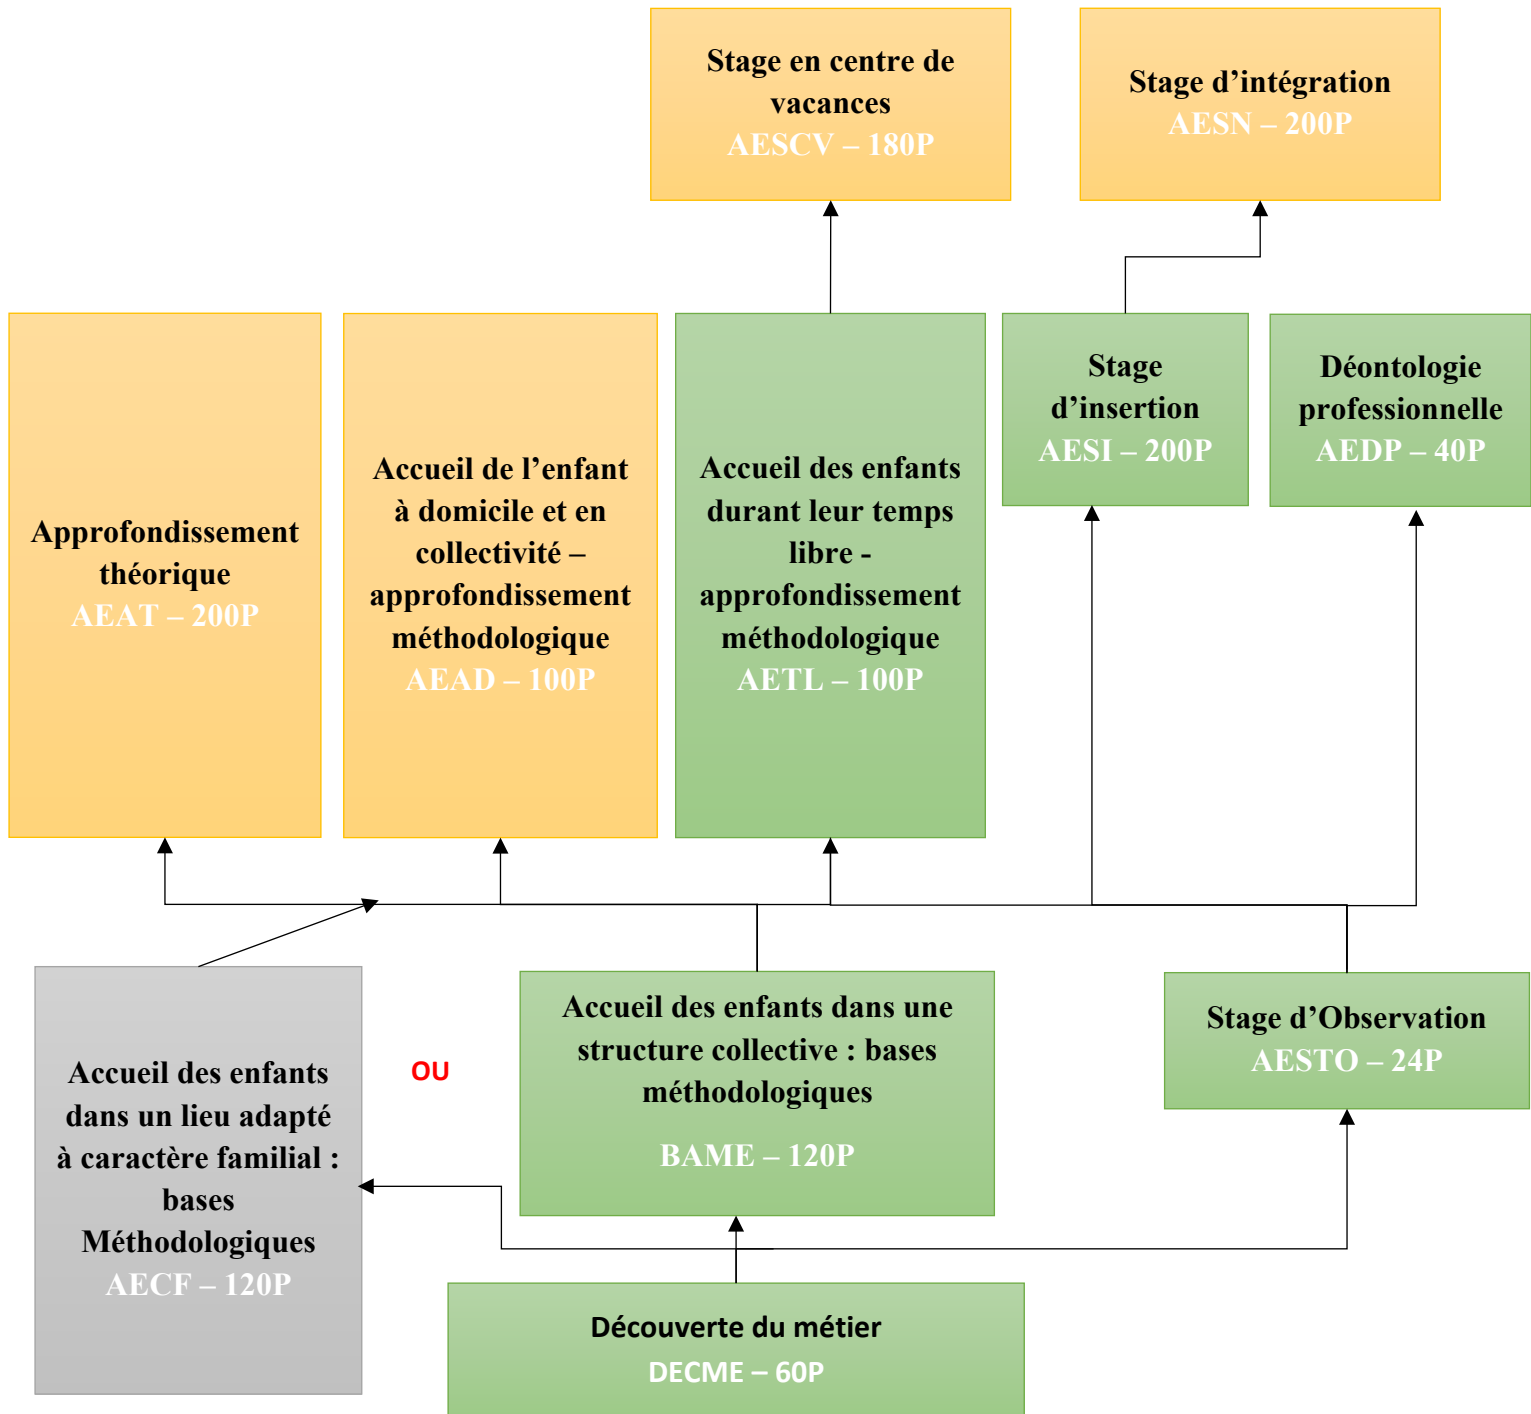 Stage en centre de
vacances
AESCV – 180P
Stage d’intégration
AESN – 200P
Approfondissement
théorique
AEAT – 200P
Accueil de l’enfant
à domicile et en
collectivité –
approfondissement
méthodologique
AEAD – 100P
Accueil des enfants
durant leur temps
libre -
approfondissement
méthodologique
AETL – 100P
Stage
d’insertion
AESI – 200P
Déontologie
professionnelle
AEDP – 40P
Accueil des enfants
dans un lieu adapté
à caractère familial :
bases
Méthodologiques
AECF – 120P
OU
Accueil des enfants dans une
structure collective : bases
méthodologiques
BAME – 120P
Stage d’Observation
AESTO – 24P
Découverte du métier
DECME – 60P